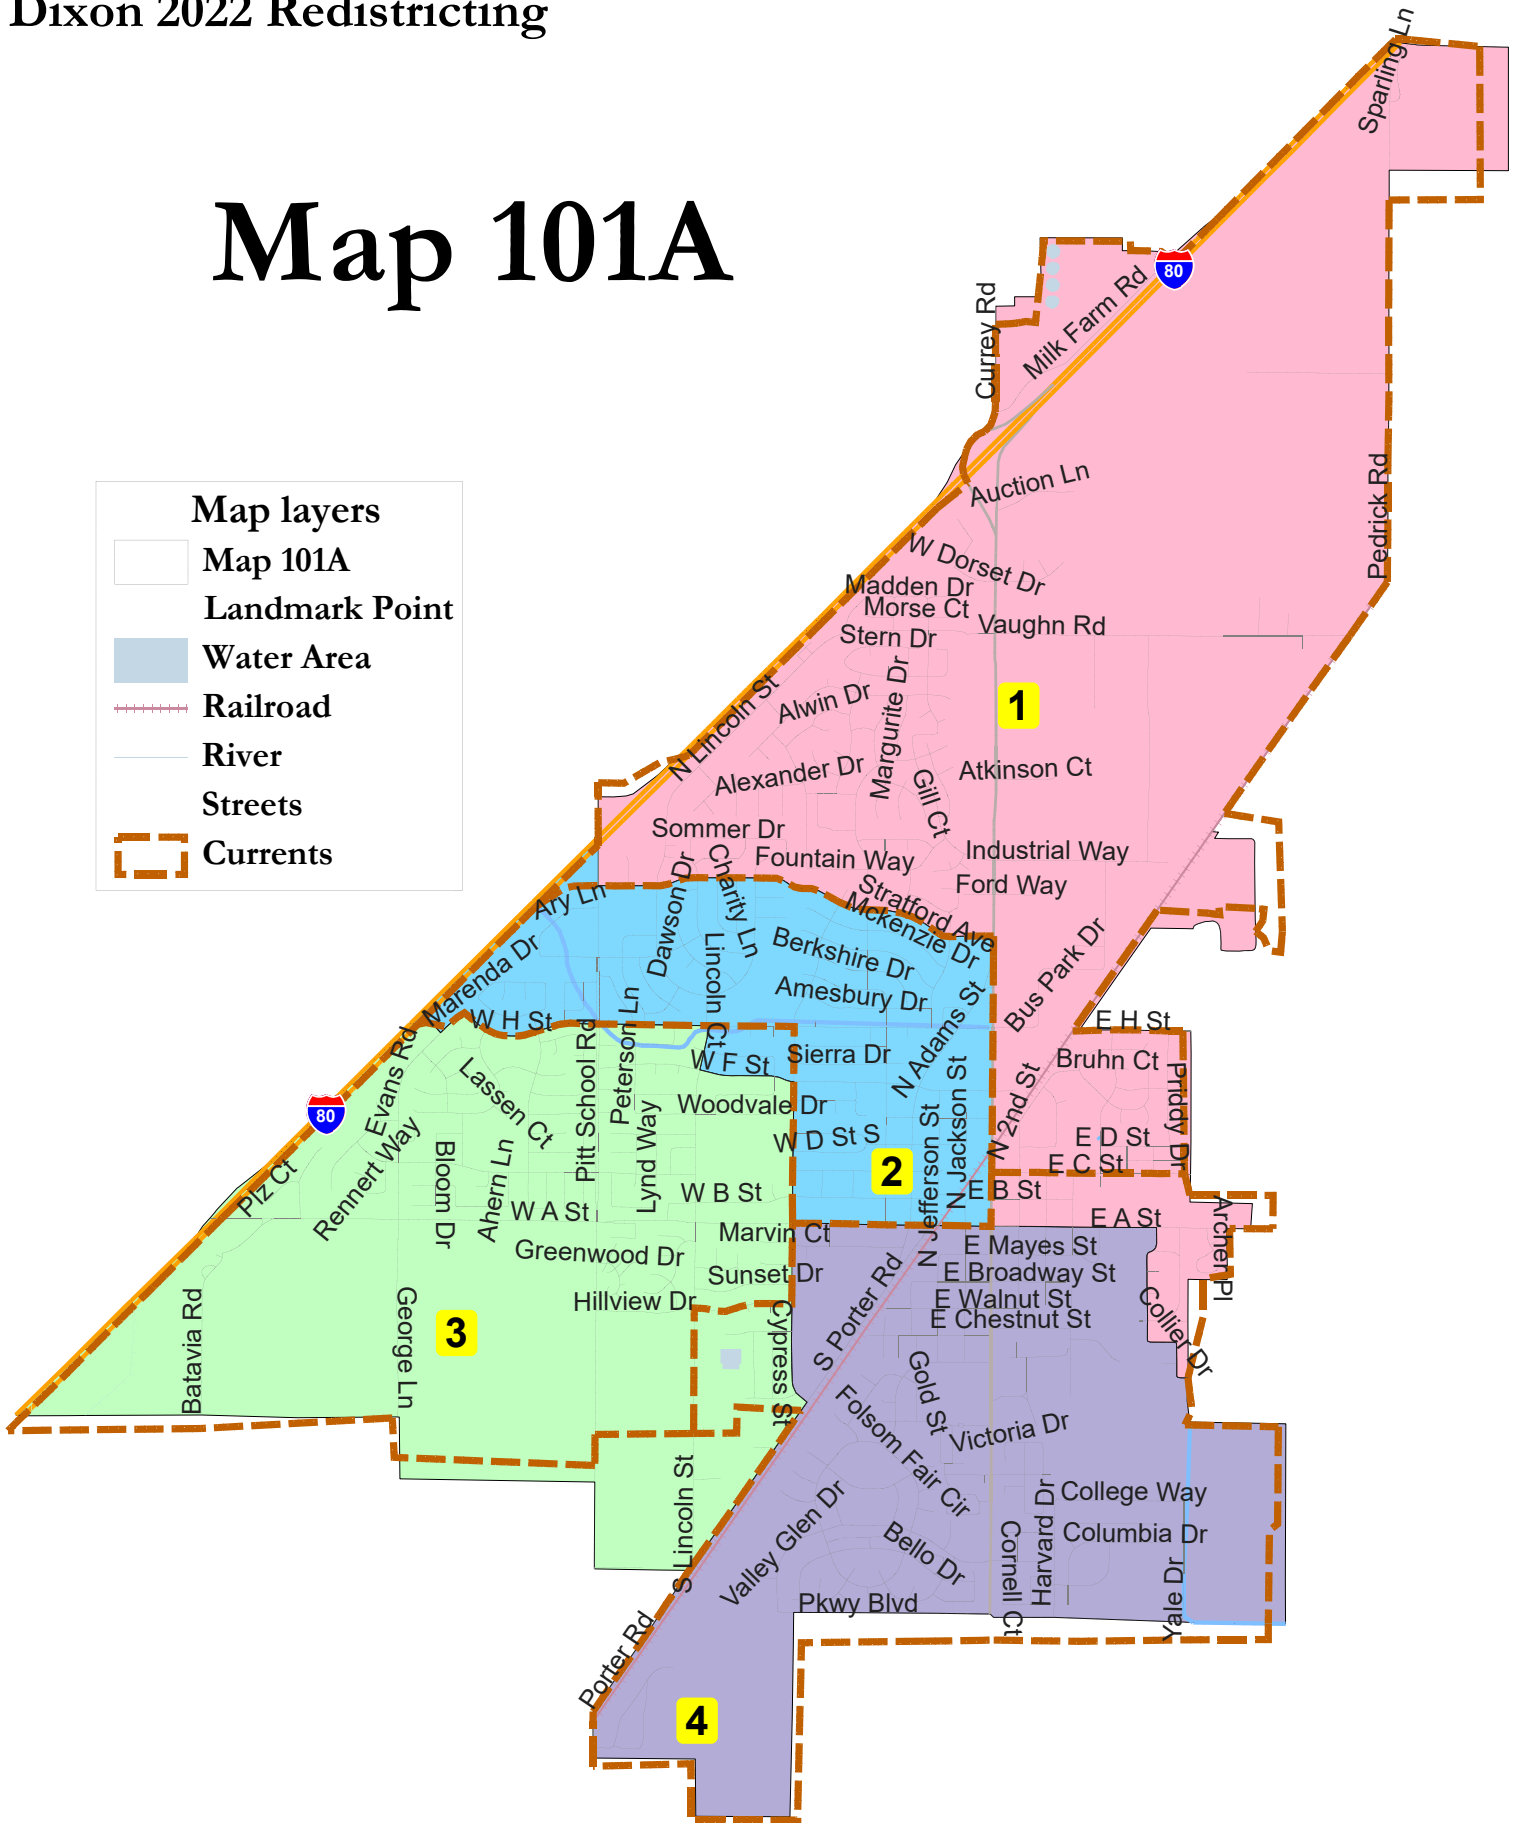 Dixon 2022 Redistricting
Map 101A
Sparling Ln
80
Currey Rd
Milk Farm Rd
Auction Ln
Pedrick Rd
Map layers
Map 101A
Landmark Point
Water Area
Railroad
River
Streets
Currents
W Dorset Dr
Madden Dr
Morse Ct
Vaughn Rd
Stern Dr
N Lincoln St
Alwin Dr
Margurite Dr
1
Alexander Dr
Gill Ct
Atkinson Ct
Sommer Dr
Fountain Way
Industrial Way
Ford Way
Charity Ln
Dawson Dr
Stratford Ave
Mckenzie Dr
Ary Ln
Marenda Dr
Lincoln Ct
Berkshire Dr
Amesbury Dr
Bus Park Dr
W H St
E H St
Evans Rd
Pitt School Rd
Peterson Ln
W F St
Sierra Dr
N Adams St
Bruhn Ct
Priddy Dr
Lassen Ct
Woodvale Dr
N Jackson St
N 2nd St
80
Rennert Way
Bloom Dr
Ahern Ln
Lynd Way
W D St S
N Jefferson St
2
E D St
E C St
Plz Ct
W B St
E B St
W A St
E A St
Archer Pl
Marvin Ct
Greenwood Dr
E Mayes St
Sunset Dr
E Broadway St
Hillview Dr
E Walnut St
E Chestnut St
Batavia Rd
George Ln
3
Cypress St
S Porter Rd
Collier Dr
Gold St
Folsom Fair Cir
Victoria Dr
S Lincoln St
Valley Glen Dr
College Way
Columbia Dr
Bello Dr
Cornell Ct
Harvard Dr
Yale Dr
Pkwy Blvd
Porter Rd
4